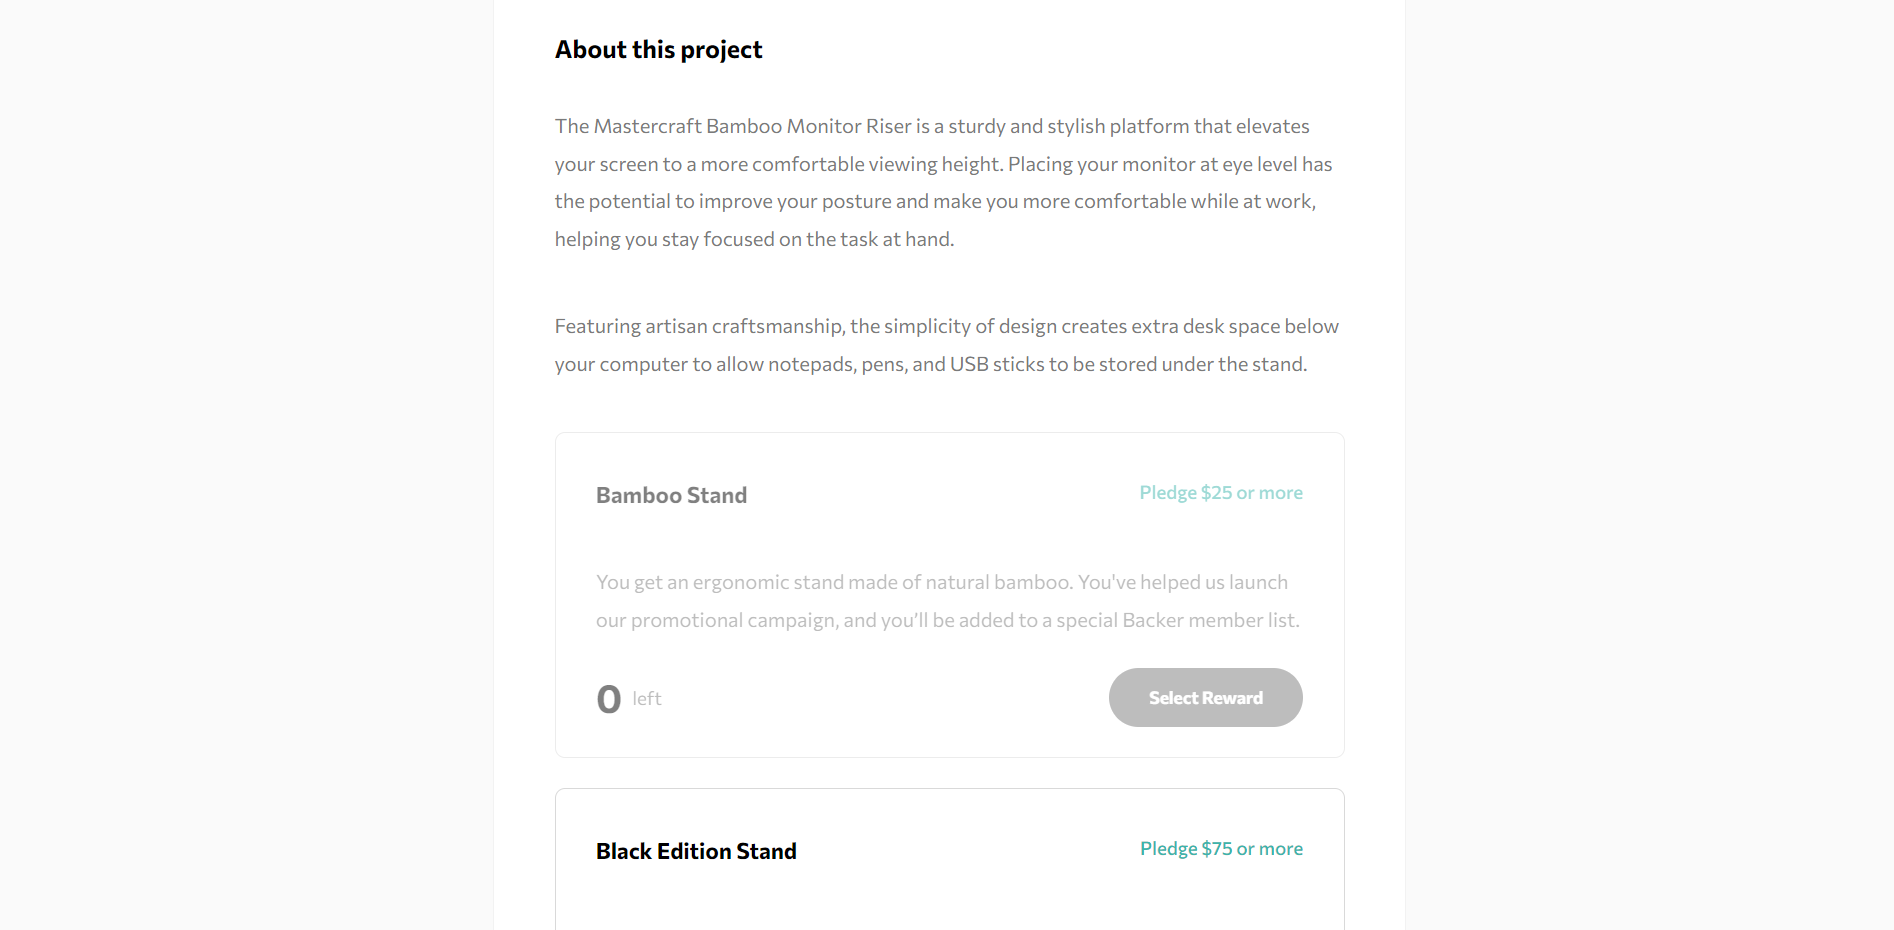 About this project
The Mastercraft Bamboo Monitor Riser is a sturdy and stylish platform that elevates
your screen to a more comfortable viewing height. Placing your monitor at eye level has
the potential to improve your posture and make you more comfortable while at work,
helping you stay focused on the task at hand.
Featuring artisan craftsmanship, the simplicity of design creates extra desk space below
your computer to allow notepads, pens, and USB sticks to be stored under the stand.
Bamboo Stand
Pledge $25 or more
You get an ergonomic stand made of natural bamboo. You've helped us launch
our promotional campaign, and you’ll be added to a special Backer member list.
0 left
Select Reward
Black Edition Stand
Pledge $75 or more